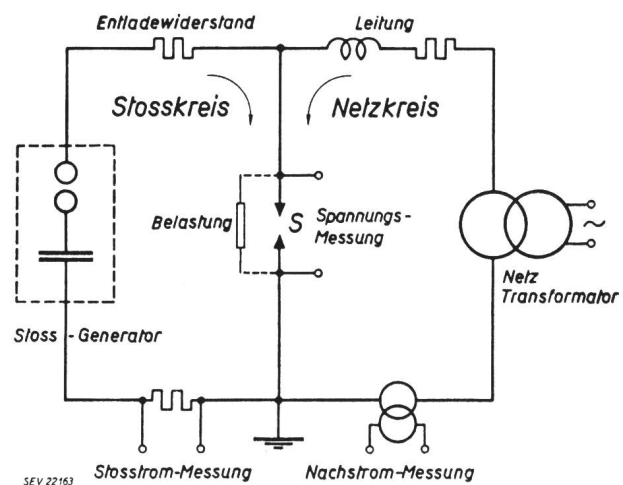 Entladewiderstand
Leitung
Stosskreis
Netzkreis
Belastung
S
Spannungs-
Messung
~
Netz
Transformator
Stoss - Generator
Stosstrom-Messung
Nachstrom-Messung
SEV 22163